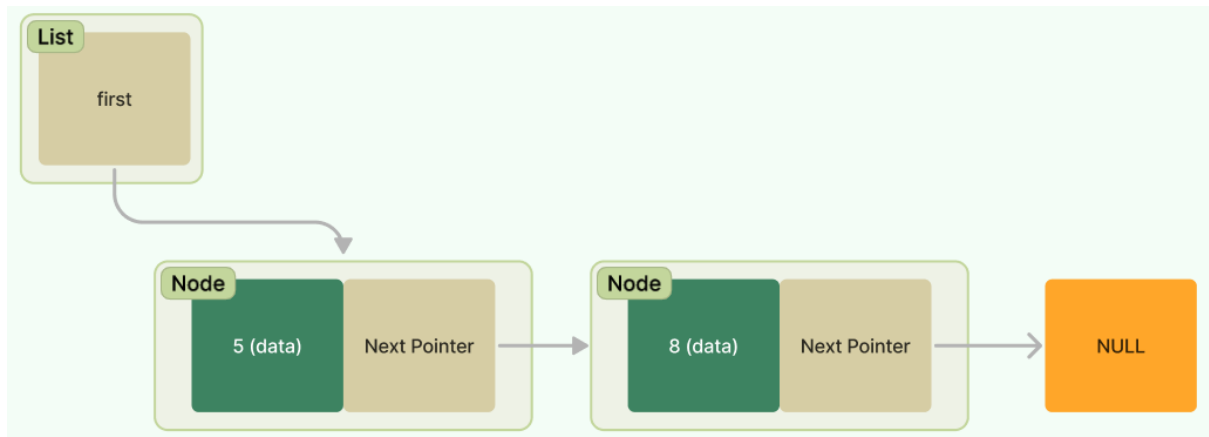 List
first
Node
5 (data)
Next Pointer
Node
8 (data)
Next Pointer
NULL